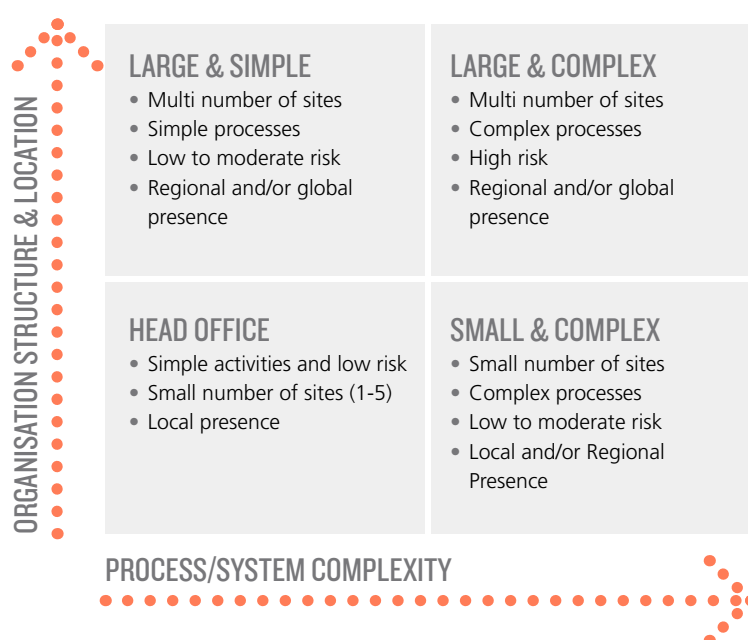 ORGANISATION STRUCTURE & LOCATION
LARGE & SIMPLE
• Multi number of sites
• Simple processes
• Low to moderate risk
• Regional and/or global
presence
LARGE & COMPLEX
• Multi number of sites
• Complex processes
• High risk
• Regional and/or global
presence
HEAD OFFICE
• Simple activities and low risk
• Small number of sites (1-5)
• Local presence
SMALL & COMPLEX
• Small number of sites
• Complex processes
• Low to moderate risk
• Local and/or Regional
Presence
PROCESS/SYSTEM COMPLEXITY